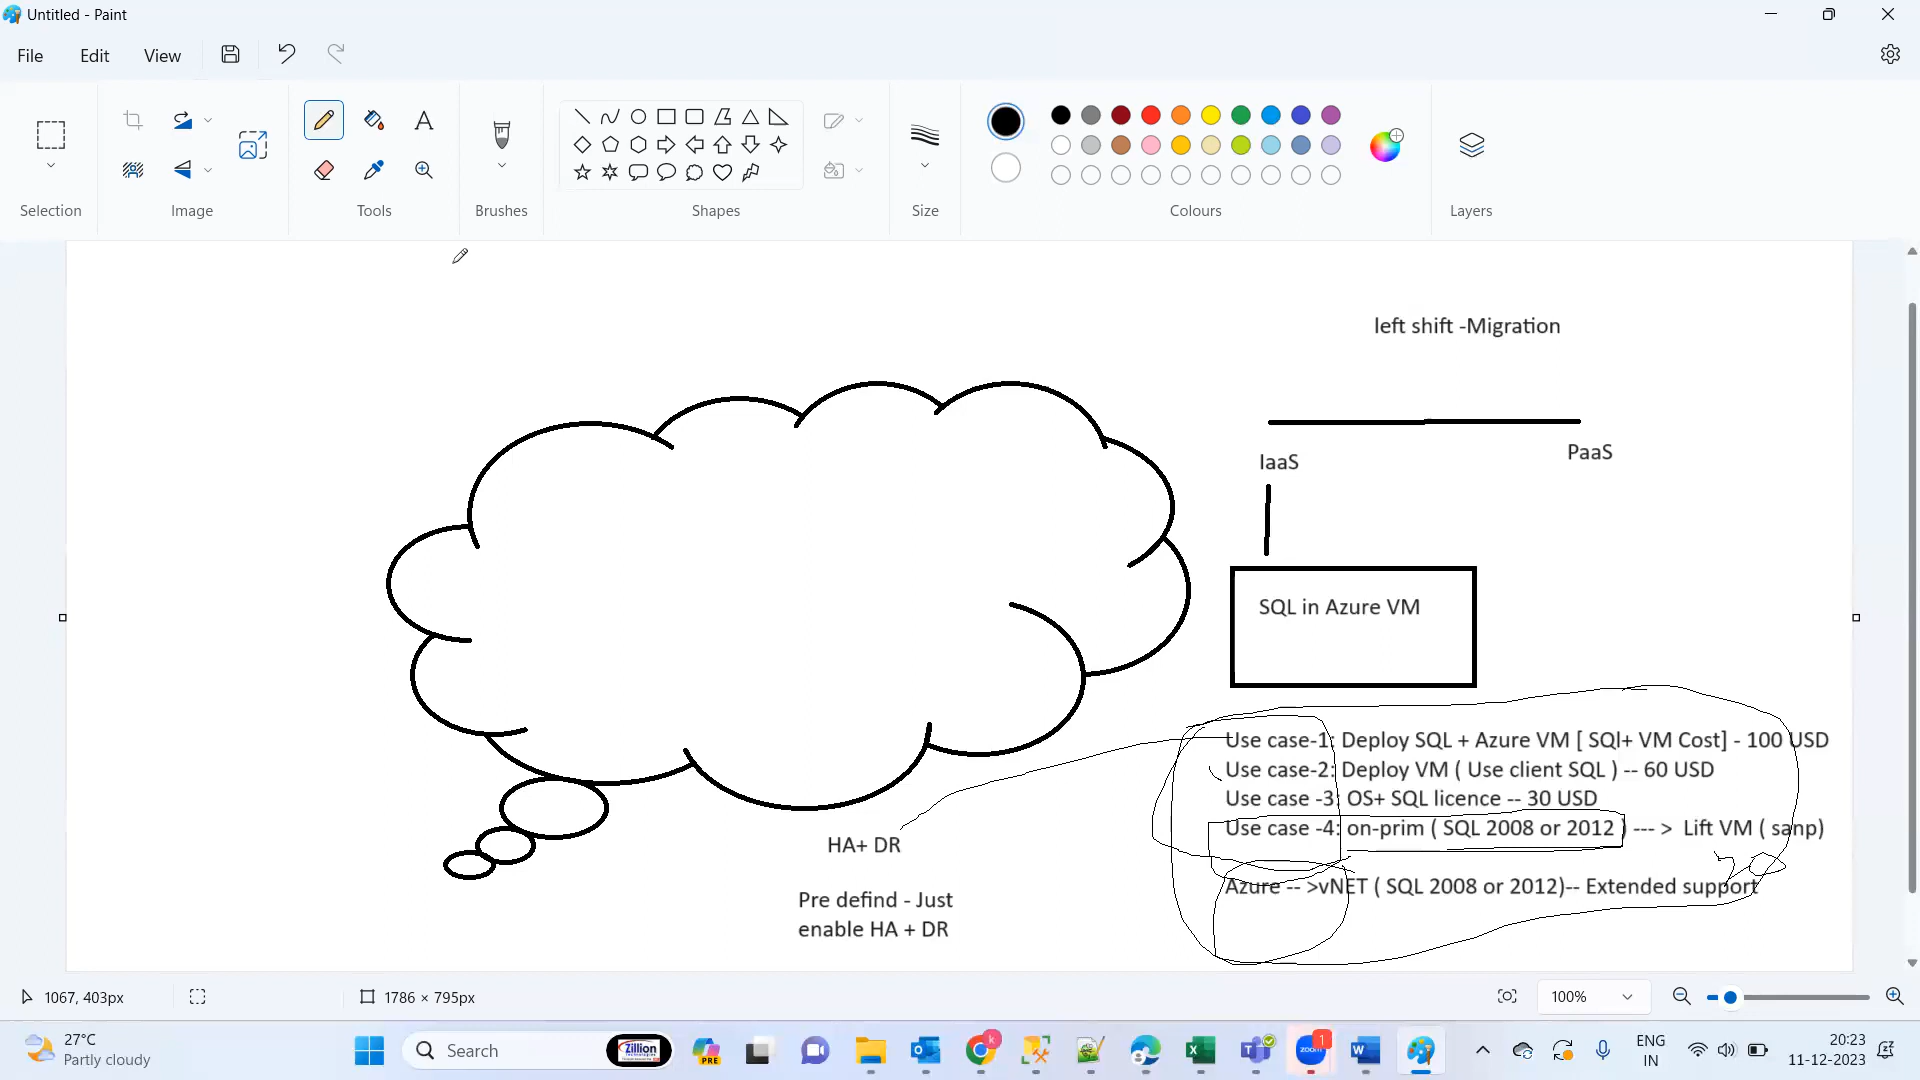 Untitled - Paint
File Edit View
Selection Image Tools Brushes Shapes Size Colours Layers
left shift -Migration
IaaS PaaS
SQL in Azure VM
Use case-1: Deploy SQL + Azure VM [ SQl+ VM Cost] - 100 USD
Use case-2: Deploy VM ( Use client SQL ) -- 60 USD
Use case -3: OS+ SQL licence -- 30 USD
Use case -4: on-prim ( SQL 2008 or 2012 ) --- > Lift VM ( sanp)
Azure -- >vNET ( SQL 2008 or 2012)-- Extended support
HA+ DR
Pre defind - Just
enable HA + DR
1067, 403px 1786 × 795px 100%
27°C
Partly cloudy
Search
Zillion
PRE
zoom
1
ENG
IN
20:23
11-12-2023